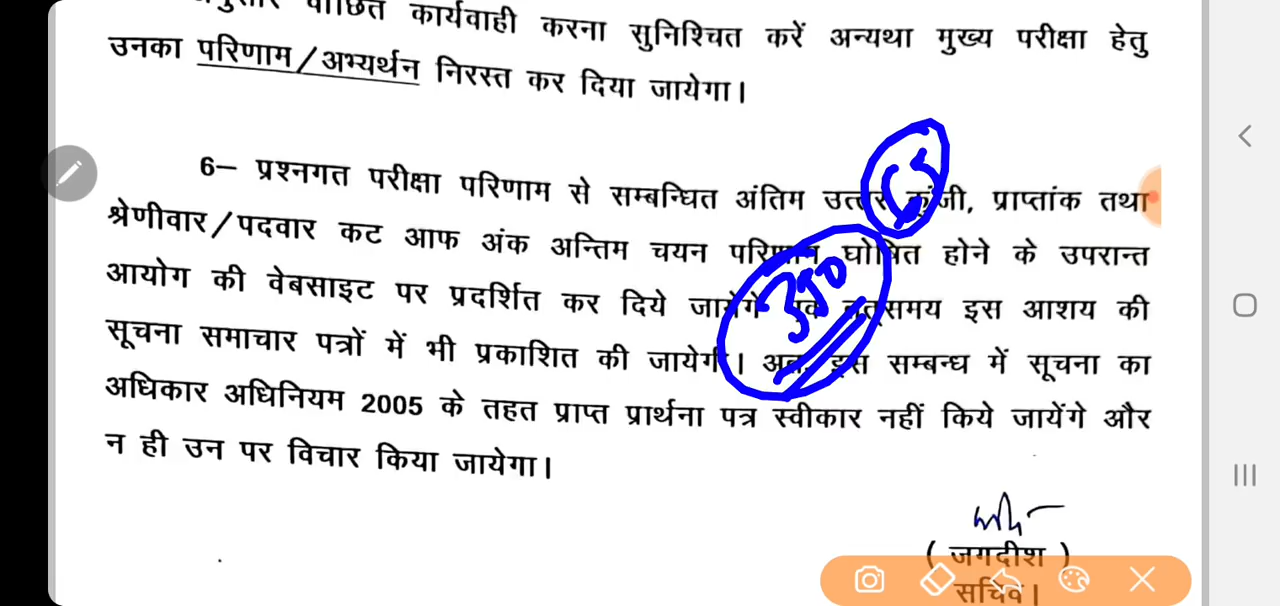 वांछित कार्यवाही करना सुनिश्चित करें अन्यथा मुख्य परीक्षा हेतु
उनका परिणाम/अभ्यर्थन निरस्त कर दिया जायेगा।
6– प्रश्नगत परीक्षा परिणाम से सम्बन्धित अंतिम उत्तर कुंजी, प्राप्तांक तथा
65
श्रेणीवार/पदवार कट आफ अंक अन्तिम चयन परिणाम घोषित होने के उपरान्त
350
आयोग की वेबसाइट पर प्रदर्शित कर दिये जायेंगे एवं तत्समय इस आशय की
सूचना समाचार पत्रों में भी प्रकाशित की जायेगी। अतः इस सम्बन्ध में सूचना का
अधिकार अधिनियम 2005 के तहत प्राप्त प्रार्थना पत्र स्वीकार नहीं किये जायेंगे और
न ही उन पर विचार किया जायेगा।
( जगदीश )
सचिव।